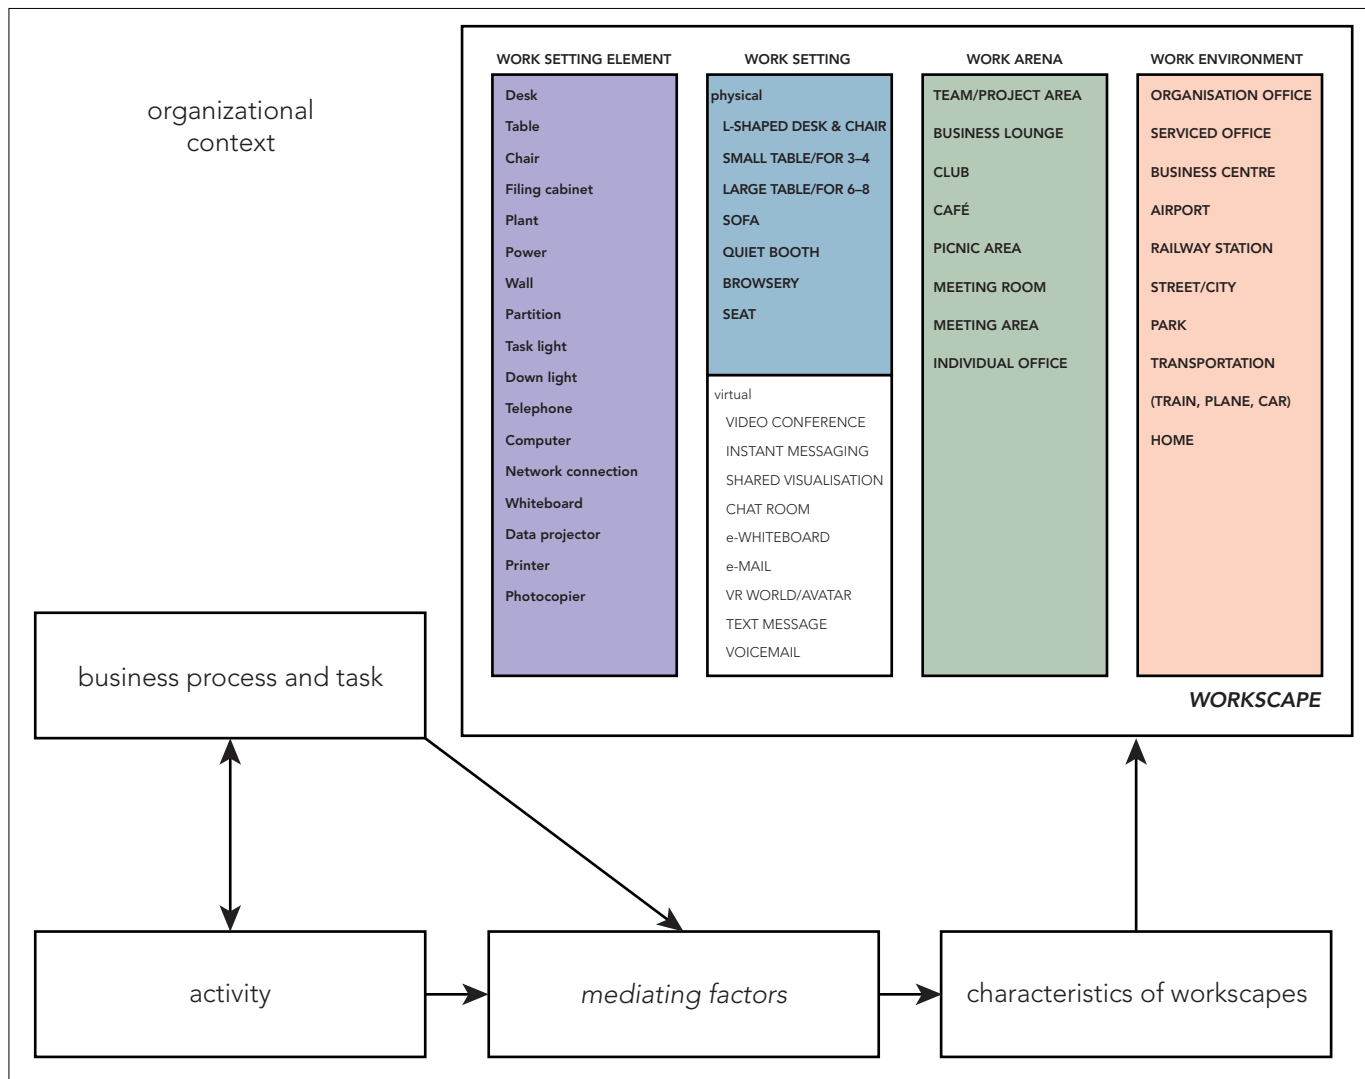 organizational
context
WORK SETTING ELEMENT
Desk
Table
Chair
Filing cabinet
Plant
Power
Wall
Partition
Task light
Down light
Telephone
Computer
Network connection
Whiteboard
Data projector
Printer
Photocopier
WORK SETTING
physical
L-SHAPED DESK & CHAIR
SMALL TABLE/FOR 3–4
LARGE TABLE/FOR 6–8
SOFA
QUIET BOOTH
BROWSERY
SEAT
virtual
VIDEO CONFERENCE
INSTANT MESSAGING
SHARED VISUALISATION
CHAT ROOM
e-WHITEBOARD
e-MAIL
VR WORLD/AVATAR
TEXT MESSAGE
VOICEMAIL
WORK ARENA
TEAM/PROJECT AREA
BUSINESS LOUNGE
CLUB
CAFÉ
PICNIC AREA
MEETING ROOM
MEETING AREA
INDIVIDUAL OFFICE
WORK ENVIRONMENT
ORGANISATION OFFICE
SERVICED OFFICE
BUSINESS CENTRE
AIRPORT
RAILWAY STATION
STREET/CITY
PARK
TRANSPORTATION
(TRAIN, PLANE, CAR)
HOME
WORKSCAPE
business process and task
activity
mediating factors
characteristics of workscapes